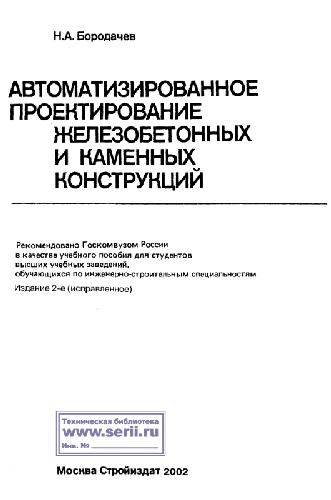 Н.А. Бородачев
АВТОМАТИЗИРОВАННОЕ
ПРОЕКТИРОВАНИЕ
ЖЕЛЕЗОБЕТОННЫХ
И КАМЕННЫХ
КОНСТРУКЦИЙ
Рекомендовано Госкомвузом России
в качестве учебного пособия для студентов
высших учебных заведений,
обучающихся по инженерно-строительным специальностям
Издание 2-е (исправленное)
Техническая библиотека
www.serii.ru
Инв. №
Москва Стройиздат 2002